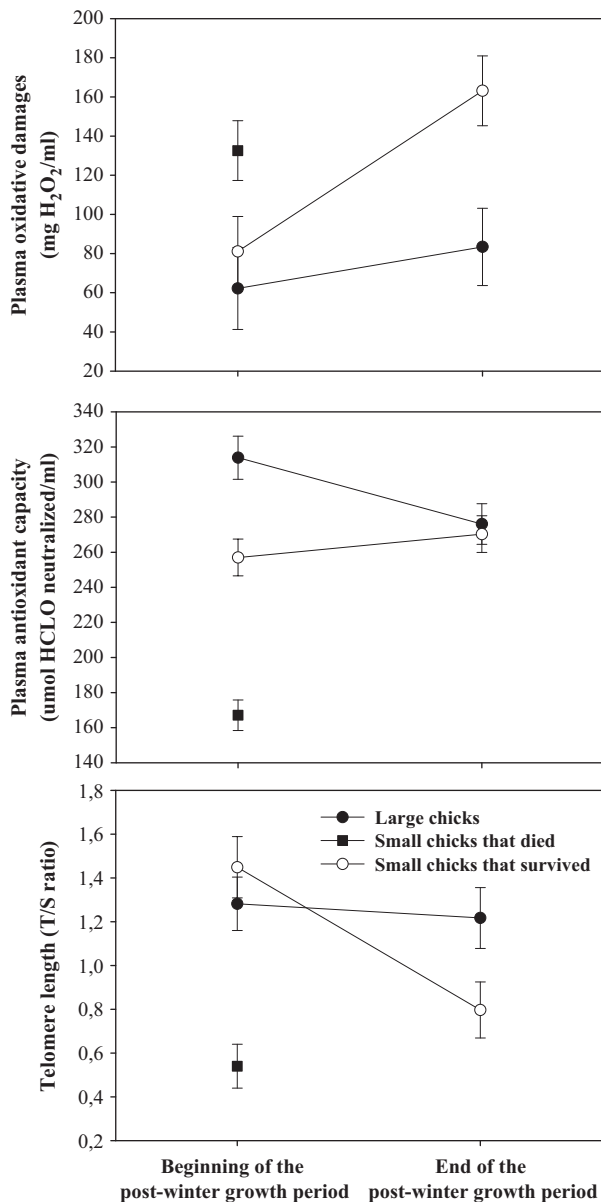 Plasma oxidative damages
(mg H₂O₂/ml)
200
180
160
140
120
100
80
60
40
20
Plasma antioxidant capacity
(umol HCLO neutralized/ml)
340
320
300
280
260
240
220
200
180
160
140
Telomere length (T/S ratio)
1,8
1,6
1,4
1,2
1,0
0,8
0,6
0,4
0,2
Large chicks
Small chicks that died
Small chicks that survived
Beginning of the
post-winter growth period
End of the
post-winter growth period